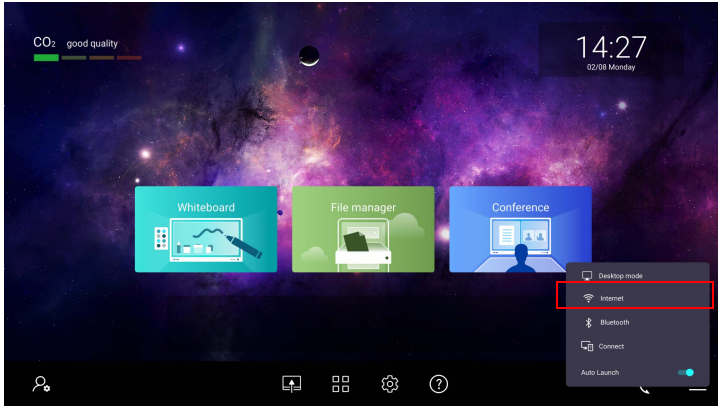 CO₂ good quality
14:27
02/08 Monday
Whiteboard
File manager
Conference
Desktop mode
Internet
Bluetooth
Connect
Auto Launch